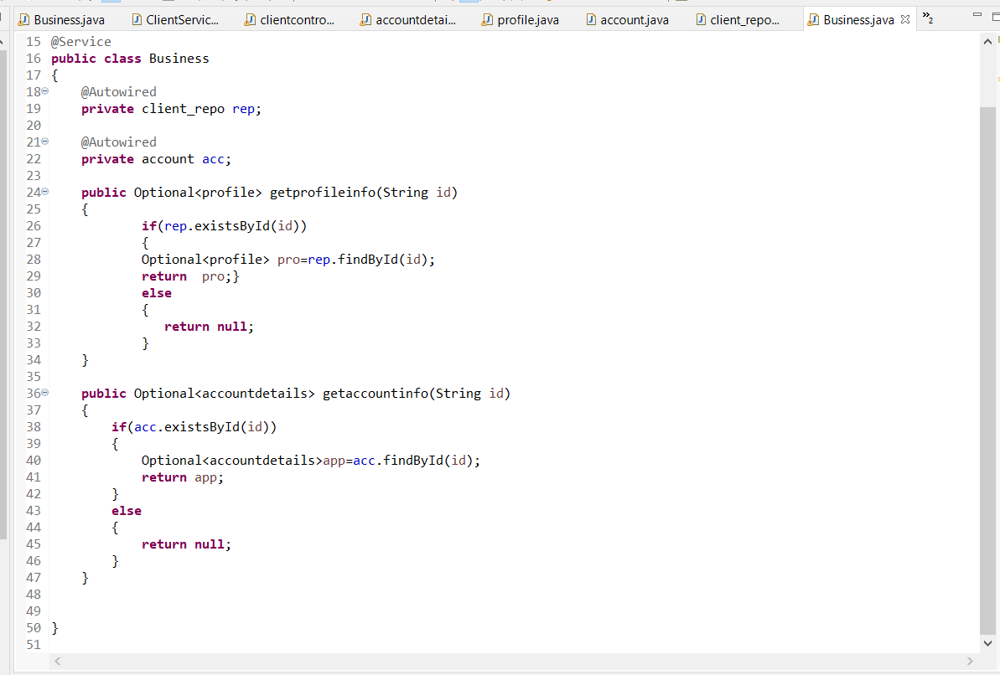 Business.java ClientServic... clientcontro... accountdetai... profile.java account.java client_repo... Business.java »2
15 @Service
16 public class Business
17 {
18 @Autowired
19 private client_repo rep;
20
21 @Autowired
22 private account acc;
23
24 public Optional<profile> getprofileinfo(String id)
25 {
26 if(rep.existsById(id))
27 {
28 Optional<profile> pro=rep.findById(id);
29 return  pro;}
30 else
31 {
32 return null;
33 }
34 }
35
36 public Optional<accountdetails> getaccountinfo(String id)
37 {
38 if(acc.existsById(id))
39 {
40 Optional<accountdetails>app=acc.findById(id);
41 return app;
42 }
43 else
44 {
45 return null;
46 }
47 }
48
49
50 }
51